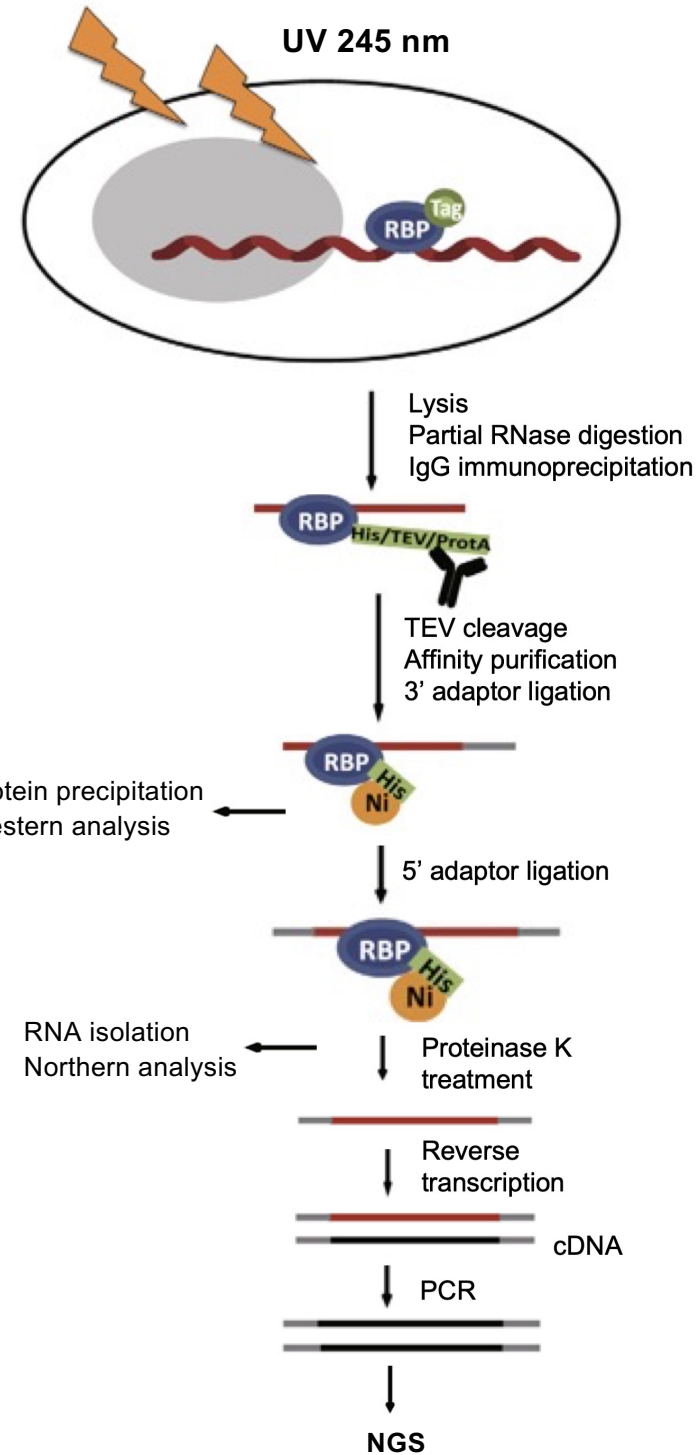 UV 245 nm
Tag
RBP
Lysis
Partial RNase digestion
IgG immunoprecipitation
RBP
His/TEV/ProtA
TEV cleavage
Affinity purification
3’ adaptor ligation
RBP
His
Ni
otein precipitation
estern analysis
5’ adaptor ligation
RBP
His
Ni
RNA isolation
Northern analysis
Proteinase K
treatment
Reverse
transcription
cDNA
PCR
NGS